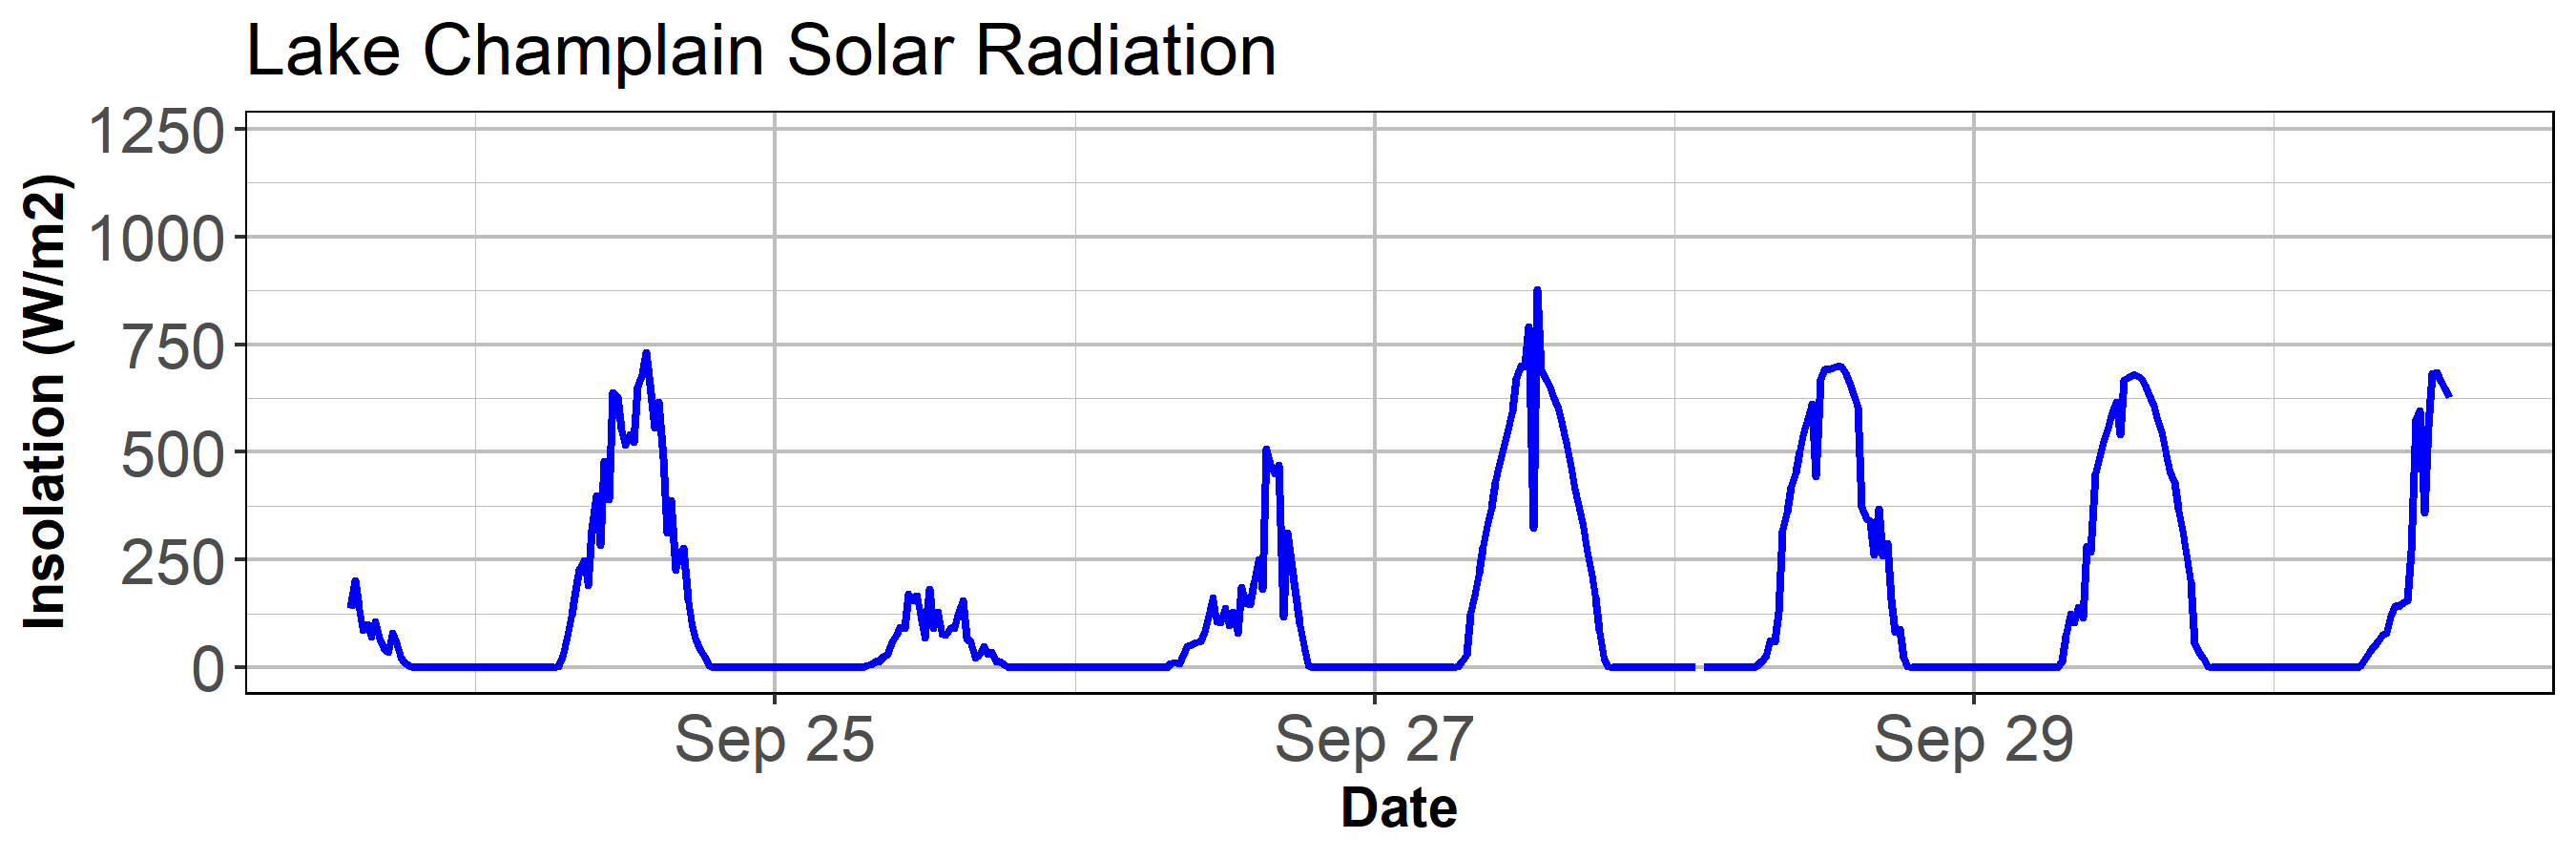 Lake Champlain Solar Radiation
1250
1000
750
500
250
0
Insolation (W/m2)
Sep 25
Sep 27
Sep 29
Date